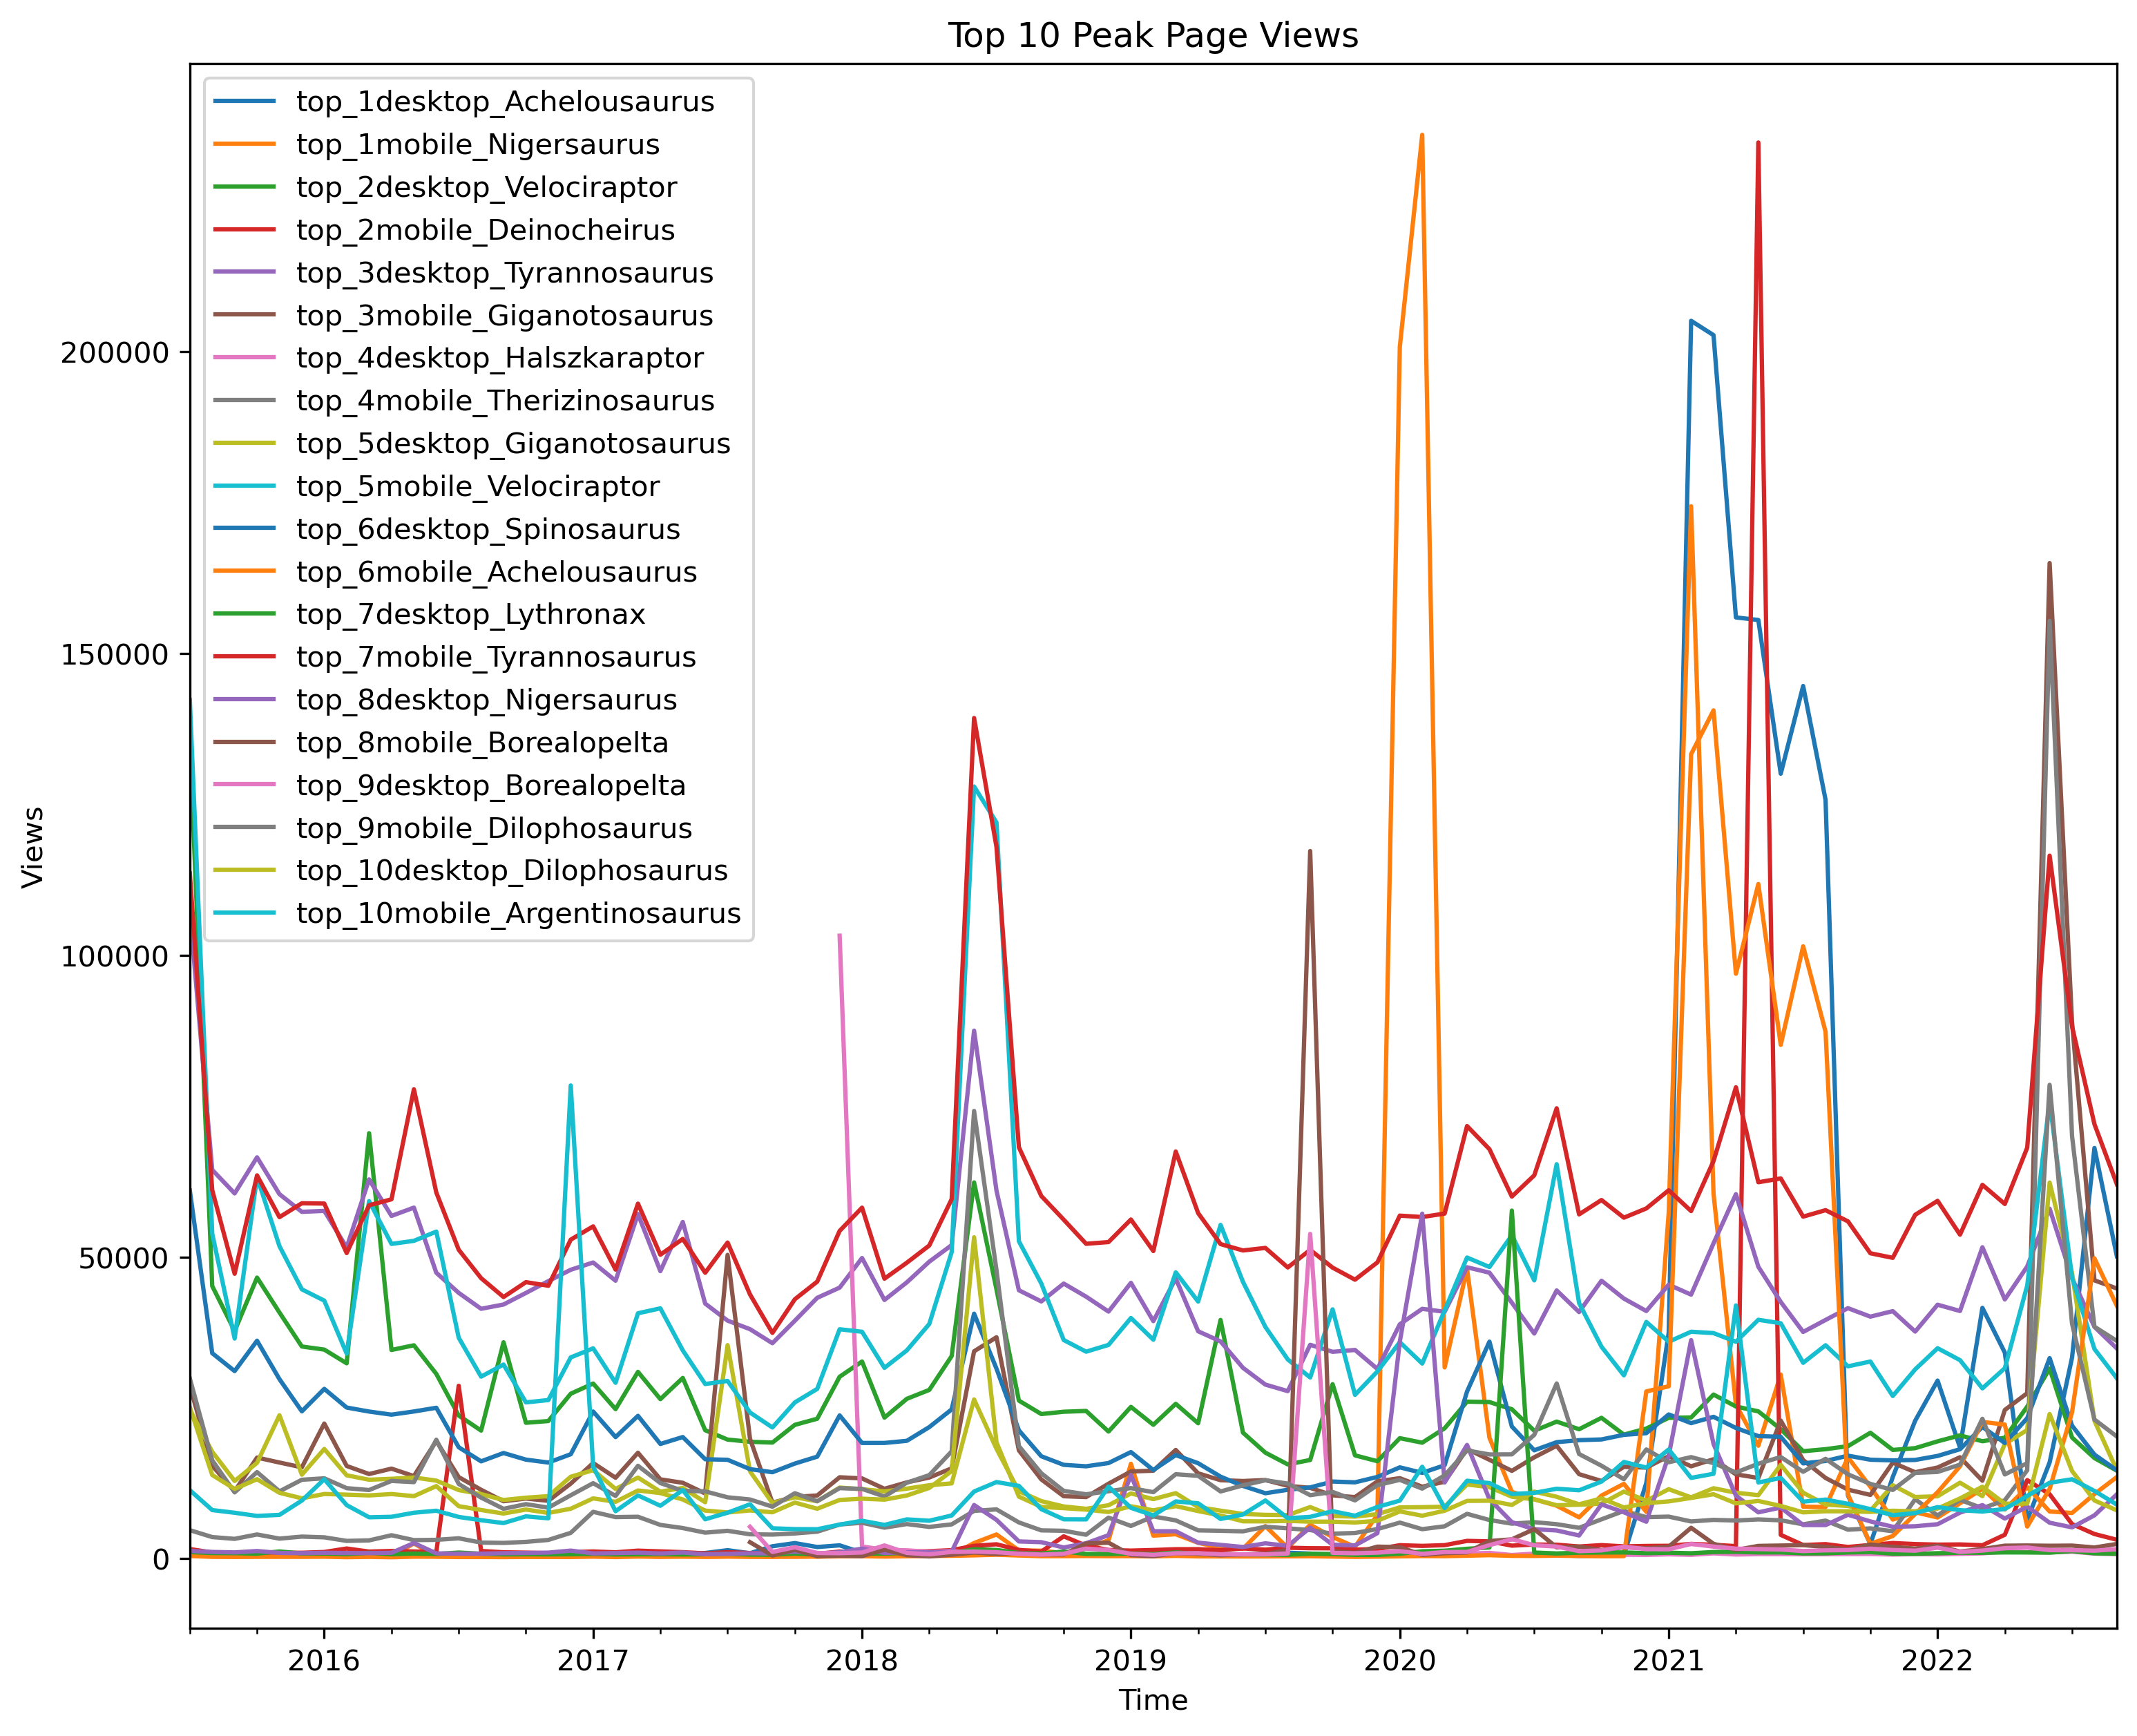 Top 10 Peak Page Views
top_1desktop_Achelousaurus
top_1mobile_Nigersaurus
top_2desktop_Velociraptor
top_2mobile_Deinocheirus
top_3desktop_Tyrannosaurus
top_3mobile_Giganotosaurus
top_4desktop_Halszkaraptor
top_4mobile_Therizinosaurus
top_5desktop_Giganotosaurus
top_5mobile_Velociraptor
top_6desktop_Spinosaurus
top_6mobile_Achelousaurus
top_7desktop_Lythronax
top_7mobile_Tyrannosaurus
top_8desktop_Nigersaurus
top_8mobile_Borealopelta
top_9desktop_Borealopelta
top_9mobile_Dilophosaurus
top_10desktop_Dilophosaurus
top_10mobile_Argentinosaurus
200000
150000
100000
50000
0
Views
2016 2017 2018 2019 2020 2021 2022
Time